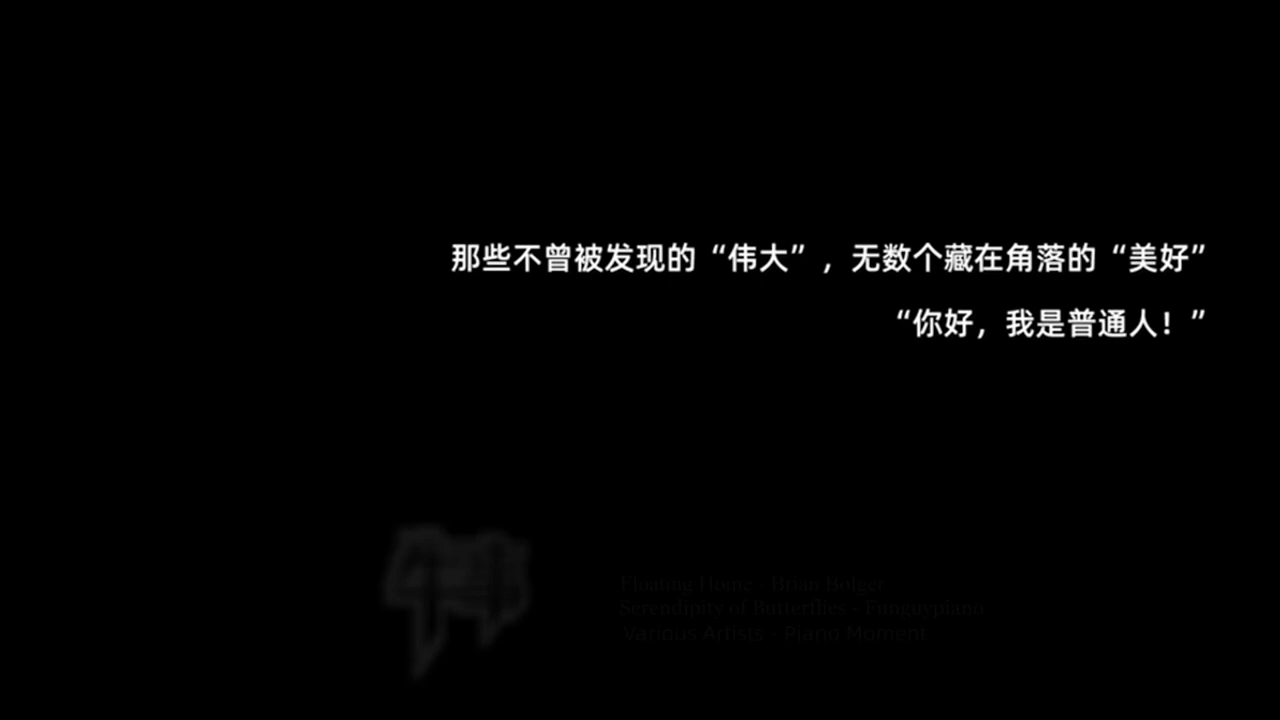 那些不曾被发现的“伟大”，无数个藏在角落的“美好”
“你好，我是普通人！”
Floating Home - Brian Bolger
Serendipity of Butterflies - Funguypiano
Various Artists - Piano Moment